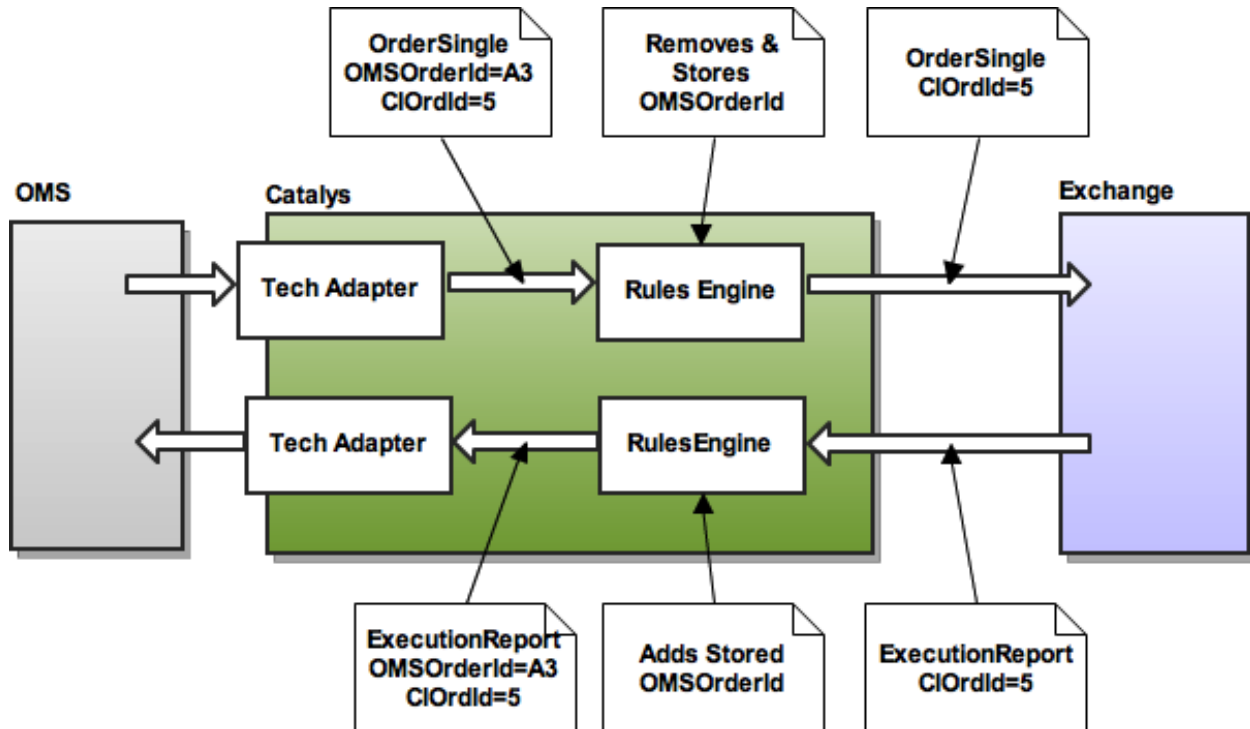 OrderSingle
OMSOrderId=A3
ClOrdId=5
Removes &
Stores
OMSOrderId
OrderSingle
ClOrdId=5
OMS
Catalys
Exchange
Tech Adapter
Rules Engine
Tech Adapter
RulesEngine
ExecutionReport
OMSOrderId=A3
ClOrdId=5
Adds Stored
OMSOrderId
ExecutionReport
ClOrdId=5